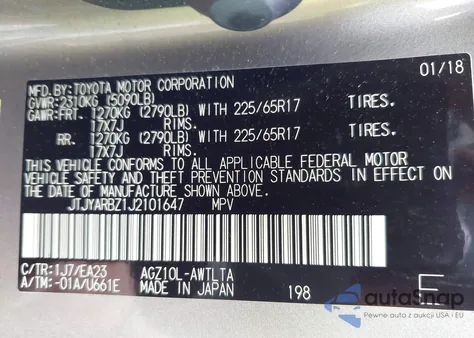 MFD.BY:TOYOTA MOTOR CORPORATION 01/18
GVWR:2310KG (5090LB)
GAWR:FRT. 1270KG (2790LB) WITH 225/65R17 TIRES.
17X7J RIMS.
RR. 1270KG (2790LB) WITH 225/65R17 TIRES.
17X7J RIMS.
THIS VEHICLE CONFORMS TO ALL APPLICABLE FEDERAL MOTOR
VEHICLE SAFETY AND THEFT PREVENTION STANDARDS IN EFFECT ON
THE DATE OF MANUFACTURE SHOWN ABOVE.
JTJYARBZ1J2101647 MPV
C/TR:1J7/EA23 AGZ10L-AWTLTA
A/TM:-01A/U661E MADE IN JAPAN 198 E
autoSnap
Pewne auta z aukcji USA i EU